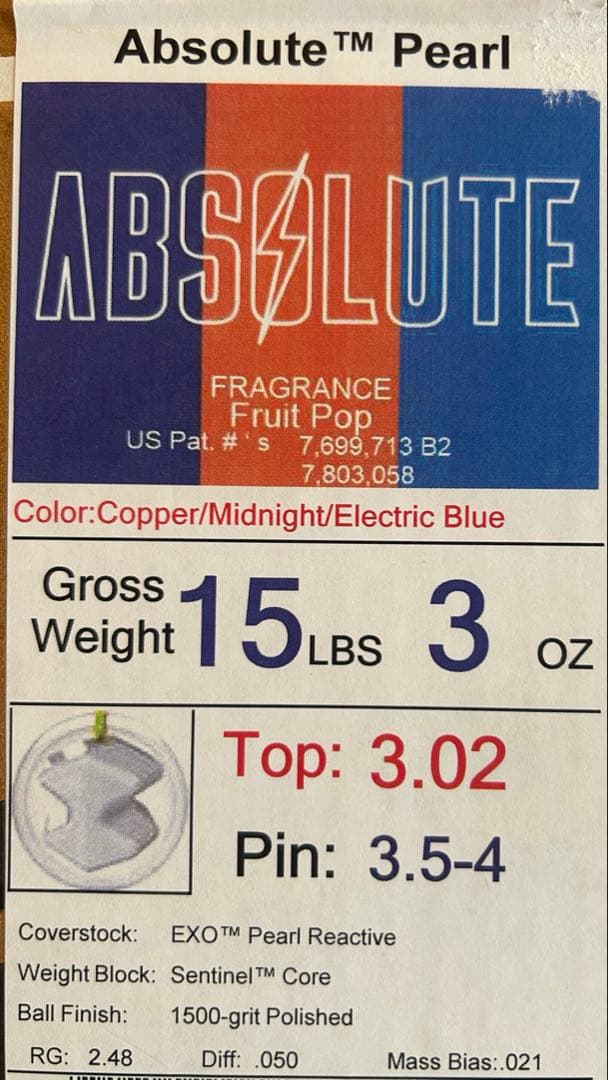 Absolute™ Pearl
ABSOLUTE
FRAGRANCE
Fruit Pop
US Pat. #'s 7,699,713 B2
7,803,058
Color:Copper/Midnight/Electric Blue
Gross Weight 15 LBS 3 OZ
Top: 3.02
Pin: 3.5-4
Coverstock: EXO™ Pearl Reactive
Weight Block: Sentinel™ Core
Ball Finish: 1500-grit Polished
RG: 2.48 Diff: .050 Mass Bias:.021